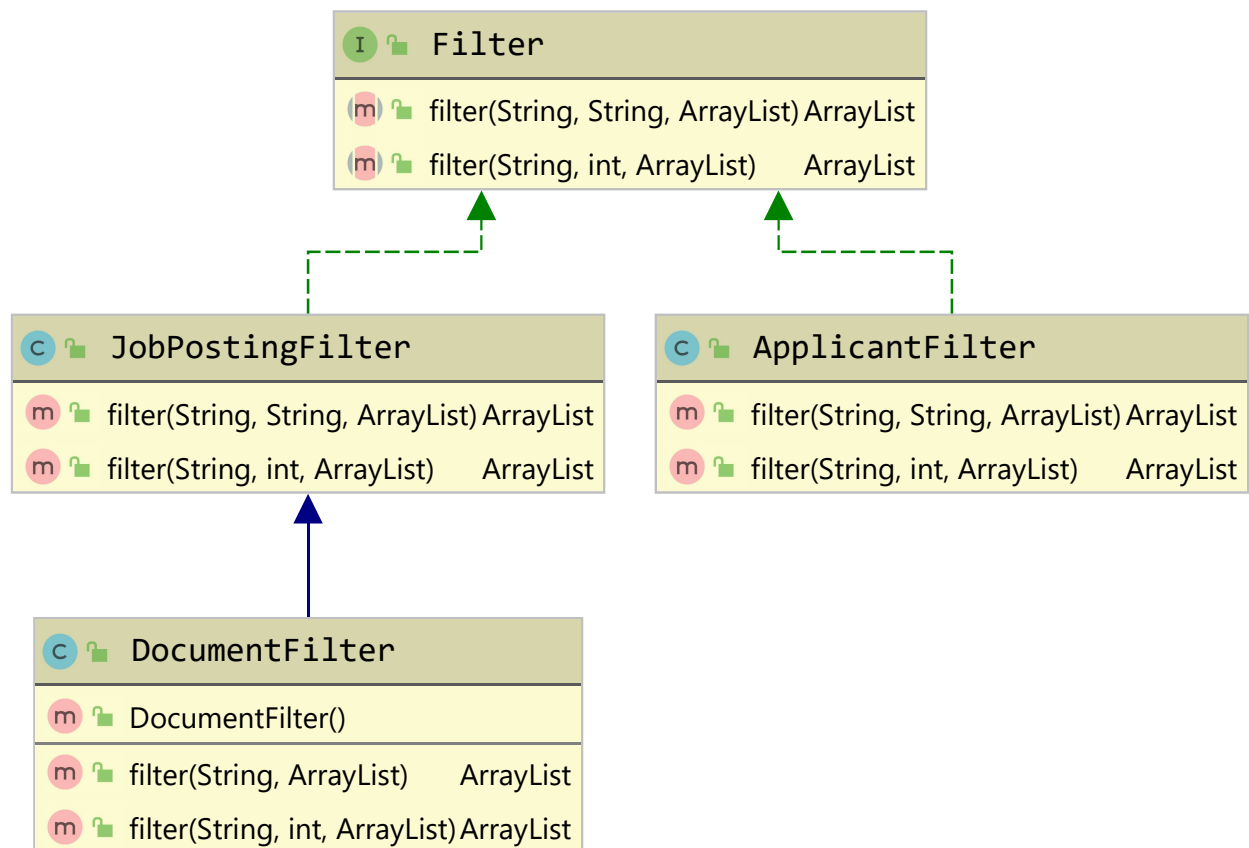 I Filter
m filter(String, String, ArrayList) ArrayList
m filter(String, int, ArrayList) ArrayList
C JobPostingFilter
m filter(String, String, ArrayList) ArrayList
m filter(String, int, ArrayList) ArrayList
C ApplicantFilter
m filter(String, String, ArrayList) ArrayList
m filter(String, int, ArrayList) ArrayList
C DocumentFilter
m DocumentFilter()
m filter(String, ArrayList) ArrayList
m filter(String, int, ArrayList) ArrayList